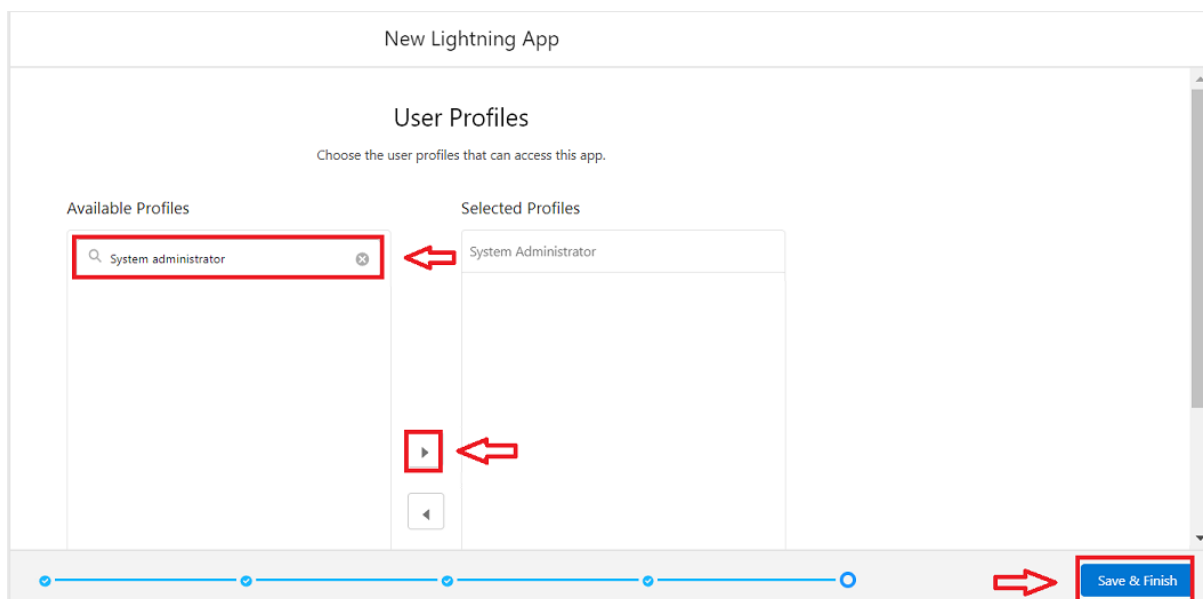 New Lightning App
User Profiles
Choose the user profiles that can access this app.
Available Profiles
Selected Profiles
System administrator
System Administrator
Save & Finish